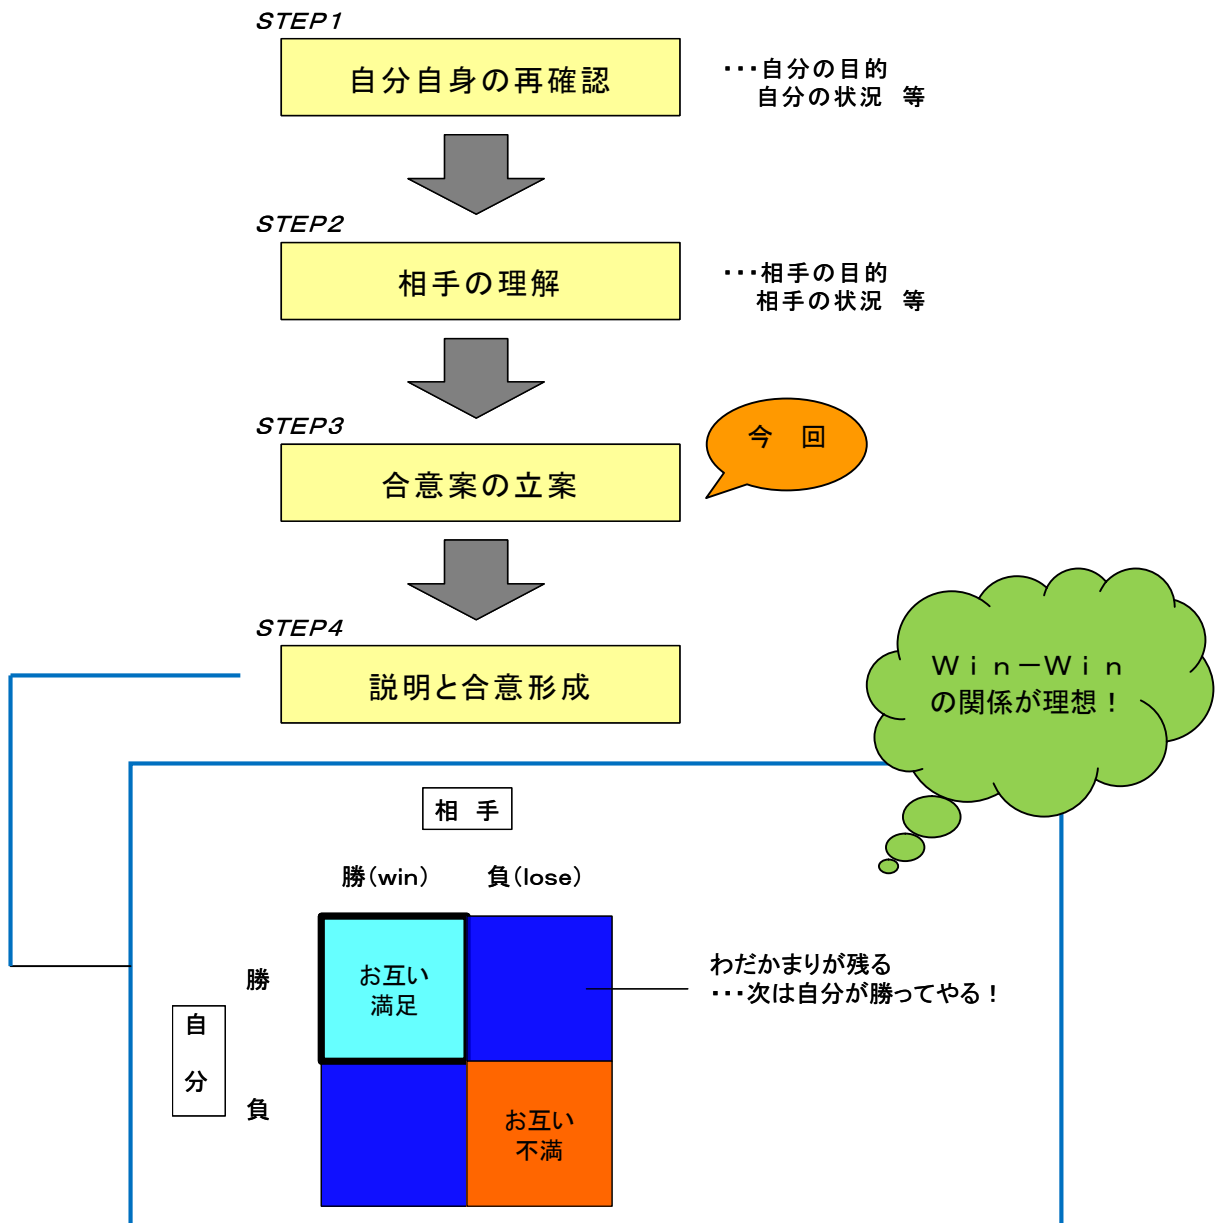 STEP1
自分自身の再確認
･･･自分の目的
自分の状況　等
STEP2
相手の理解
･･･相手の目的
相手の状況　等
STEP3
合意案の立案
今　回
STEP4
説明と合意形成
Ｗｉｎ－Ｗｉｎ
の関係が理想！
相　手
勝（win）
負（lose）
勝
お互い
満足
わだかまりが残る
･･･次は自分が勝ってやる！
自
分
負
お互い
不満